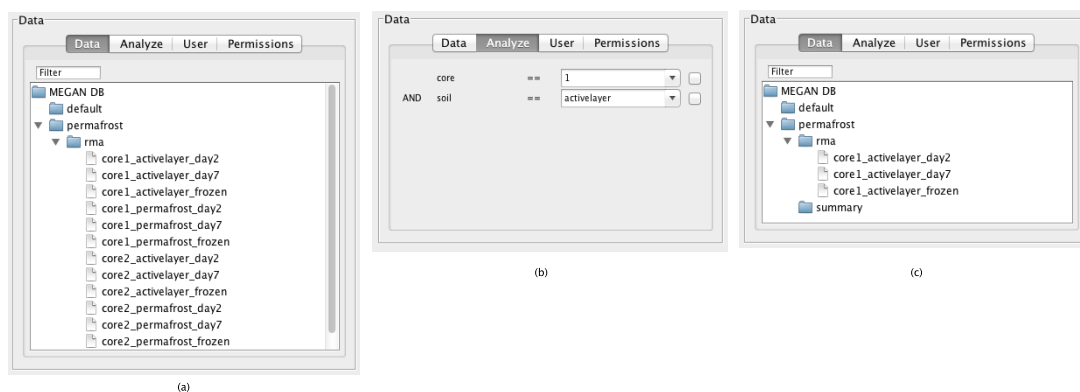 Data
Data Analyze User Permissions
Filter
MEGAN DB
default
permafrost
rma
core1_activelayer_day2
core1_activelayer_day7
core1_activelayer_frozen
core1_permafrost_day2
core1_permafrost_day7
core1_permafrost_frozen
core2_activelayer_day2
core2_activelayer_day7
core2_activelayer_frozen
core2_permafrost_day2
core2_permafrost_day7
core2_permafrost_frozen
(a)
Data
Data Analyze User Permissions
core == 1
AND soil == activelayer
(b)
Data
Data Analyze User Permissions
Filter
MEGAN DB
default
permafrost
rma
core1_activelayer_day2
core1_activelayer_day7
core1_activelayer_frozen
summary
(c)